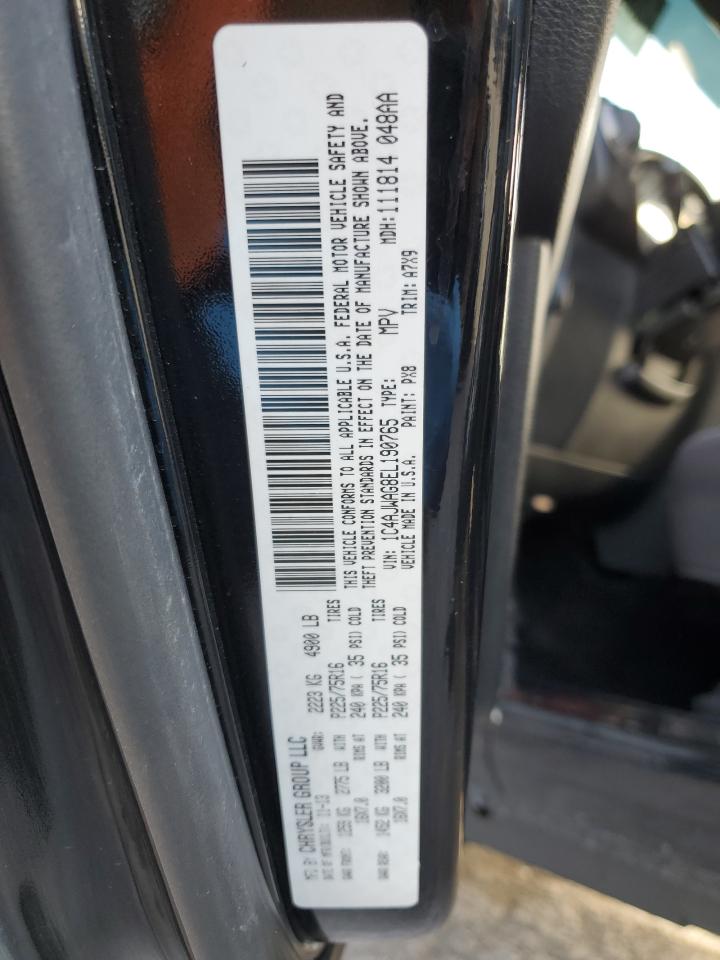 MFD BY CHRYSLER GROUP LLC
DATE OF MFR 11-13 GVWR: 2223 KG 4900 LB
GAWR FRONT: 1259 KG 2775 LB WITH P225/75R16 TIRES
16X7.0 RIMS AT 240 KPA ( 35 PSI) COLD
GAWR REAR: 1452 KG 3200 LB WITH P225/75R16 TIRES
16X7.0 RIMS AT 240 KPA ( 35 PSI) COLD
THIS VEHICLE CONFORMS TO ALL APPLICABLE U.S.A. FEDERAL MOTOR VEHICLE SAFETY AND
THEFT PREVENTION STANDARDS IN EFFECT ON THE DATE OF MANUFACTURE SHOWN ABOVE.
VIN: 1C4AJWAG8EL190765 TYPE: MPV MDH:111814 048AA
VEHICLE MADE IN U.S.A. PAINT: PX8 TRIM: A7X9